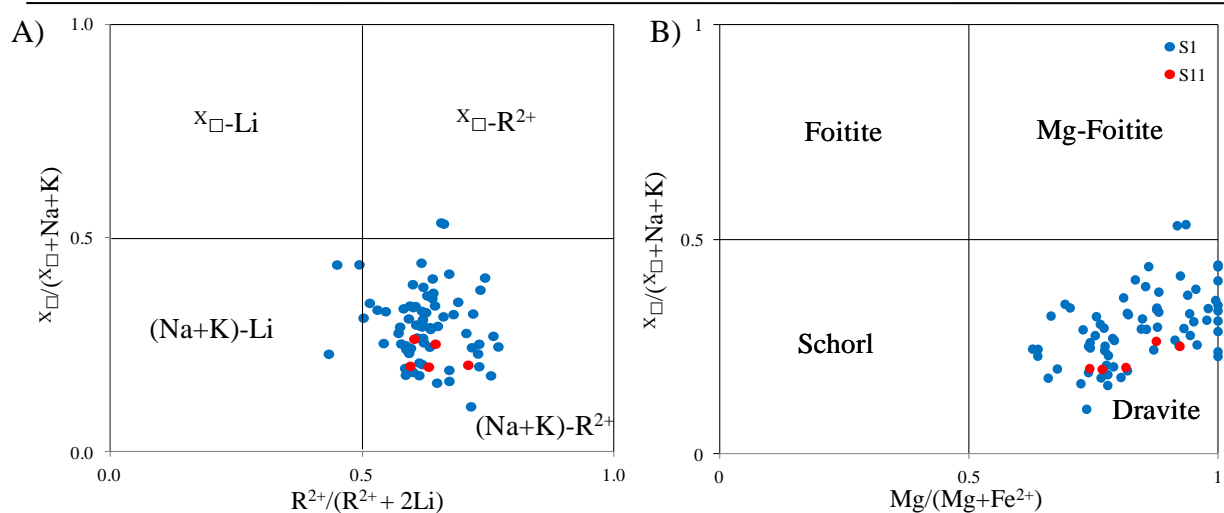 A)
1.0
0.5
0.0
X□/(X□+Na+K)
X□-Li
X□-R2+
(Na+K)-Li
(Na+K)-R2+
0.0 0.5 1.0
R2+/(R2+ + 2Li)
B)
1
0.5
0
X□/(X□+Na+K)
S1
S11
Foitite
Mg-Foitite
Schorl
Dravite
0 0.5 1
Mg/(Mg+Fe2+)